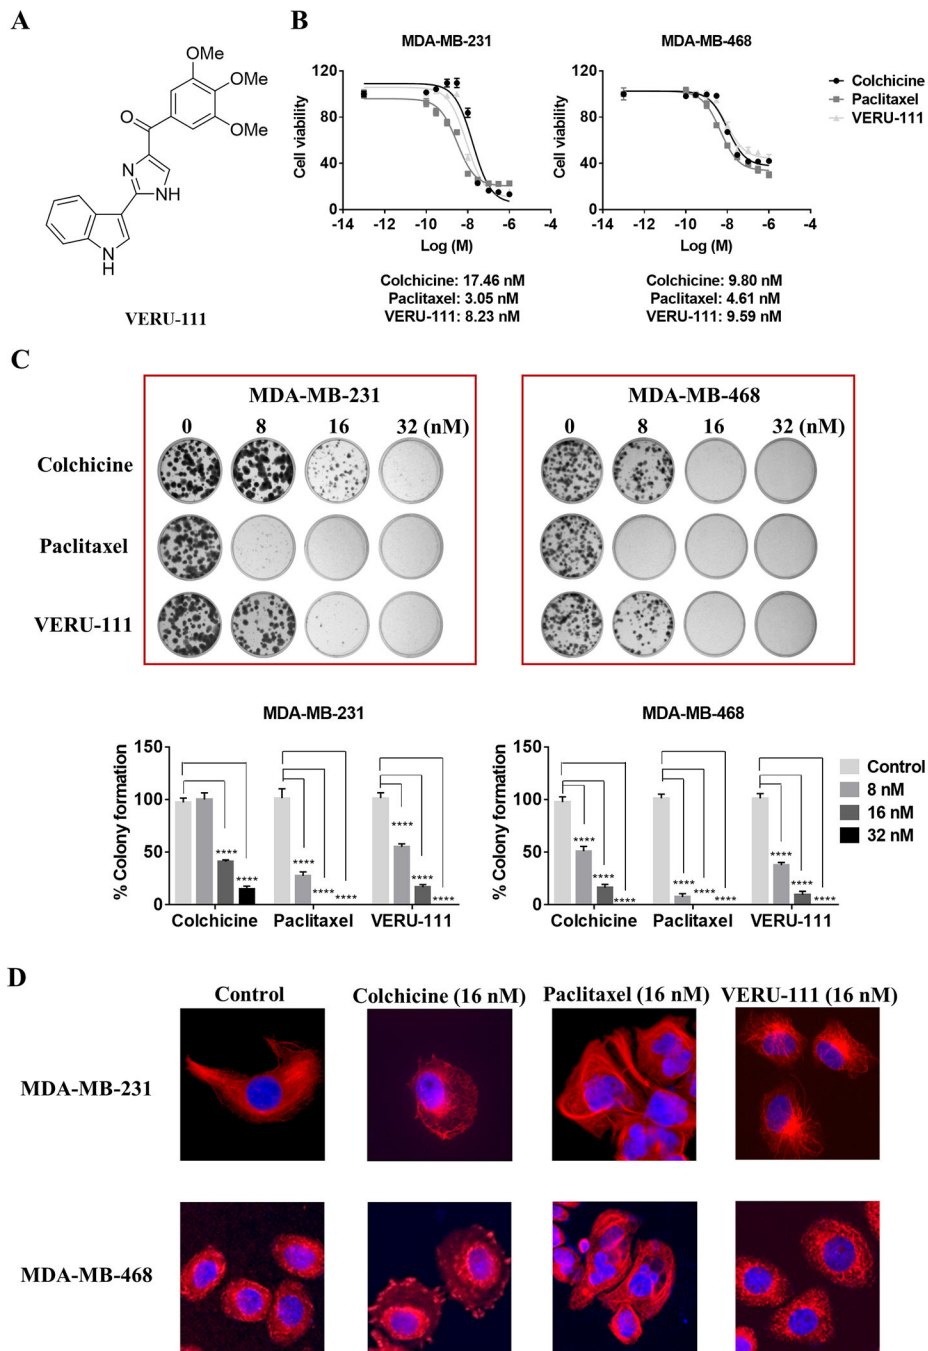 A
OMe
OMe
OMe
O
N
NH
N
H
VERU-111
B
MDA-MB-231
Cell viability
120
80
40
0
-14 -12 -10 -8 -6 -4
Log (M)
Colchicine: 17.46 nM
Paclitaxel: 3.05 nM
VERU-111: 8.23 nM
MDA-MB-468
Cell viability
120
80
40
0
-14 -12 -10 -8 -6 -4
Log (M)
Colchicine: 9.80 nM
Paclitaxel: 4.61 nM
VERU-111: 9.59 nM
Colchicine
Paclitaxel
VERU-111
C
MDA-MB-231
0 8 16 32 (nM)
MDA-MB-468
0 8 16 32 (nM)
Colchicine
Paclitaxel
VERU-111
MDA-MB-231
% Colony formation
150
100
50
0
**** **** **** **** **** **** **** ****
Colchicine Paclitaxel VERU-111
MDA-MB-468
% Colony formation
150
100
50
0
**** **** **** **** **** **** **** **** ****
Colchicine Paclitaxel VERU-111
Control
8 nM
16 nM
32 nM
D
Control Colchicine (16 nM) Paclitaxel (16 nM) VERU-111 (16 nM)
MDA-MB-231
MDA-MB-468